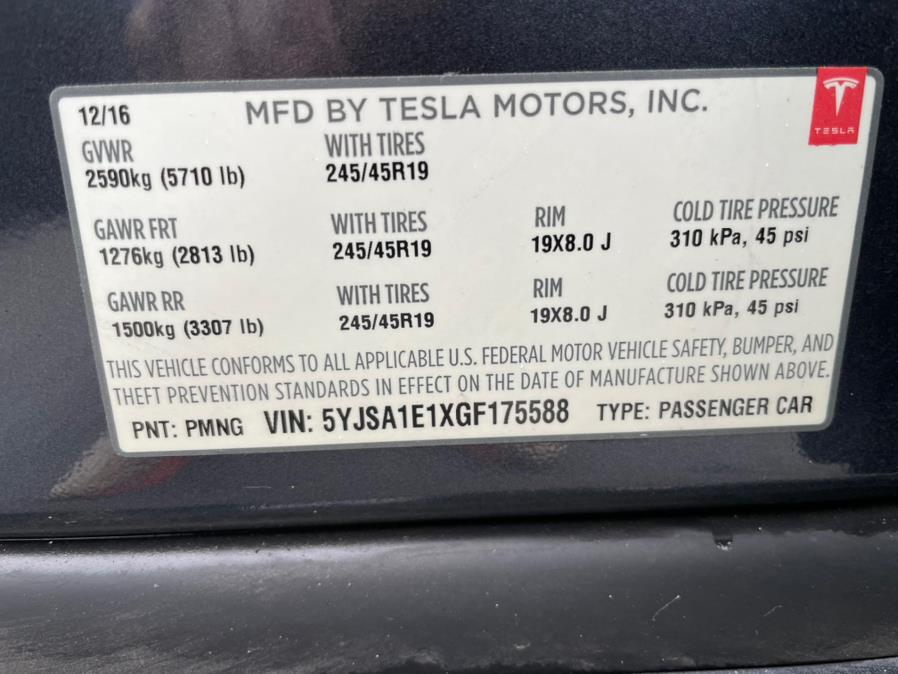 12/16 MFD BY TESLA MOTORS, INC.
TESLA
GVWR WITH TIRES
2590kg (5710 lb) 245/45R19
GAWR FRT WITH TIRES RIM COLD TIRE PRESSURE
1276kg (2813 lb) 245/45R19 19X8.0 J 310 kPa, 45 psi
GAWR RR WITH TIRES RIM COLD TIRE PRESSURE
1500kg (3307 lb) 245/45R19 19X8.0 J 310 kPa, 45 psi
THIS VEHICLE CONFORMS TO ALL APPLICABLE U.S. FEDERAL MOTOR VEHICLE SAFETY, BUMPER, AND
THEFT PREVENTION STANDARDS IN EFFECT ON THE DATE OF MANUFACTURE SHOWN ABOVE.
PNT: PMNG VIN: 5YJSA1E1XGF175588 TYPE: PASSENGER CAR